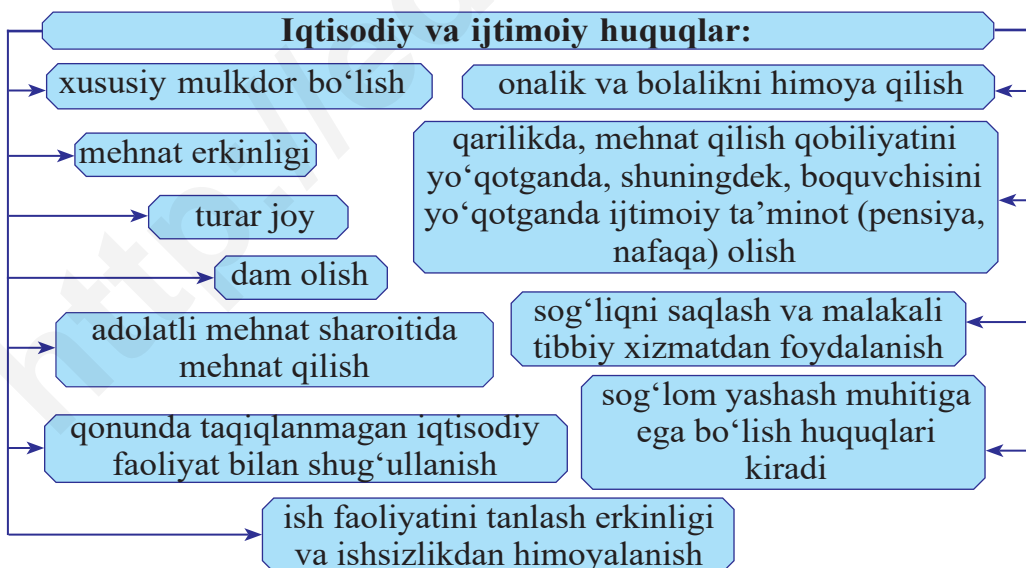 Iqtisodiy va ijtimoiy huquqlar:
xususiy mulkdor bo‘lish
mehnat erkinligi
turar joy
dam olish
adolatli mehnat sharoitida
mehnat qilish
qonunda taqiqlanmagan iqtisodiy
faoliyat bilan shug‘ullanish
ish faoliyatini tanlash erkinligi
va ishsizlikdan himoyalanish
onalik va bolalikni himoya qilish
qarilikda, mehnat qilish qobiliyatini
yo‘qotganda, shuningdek, boquvchisini
yo‘qotganda ijtimoiy ta’minot (pensiya,
nafaqa) olish
sog‘liqni saqlash va malakali
tibbiy xizmatdan foydalanish
sog‘lom yashash muhitiga
ega bo‘lish huquqlari
kiradi
http://e